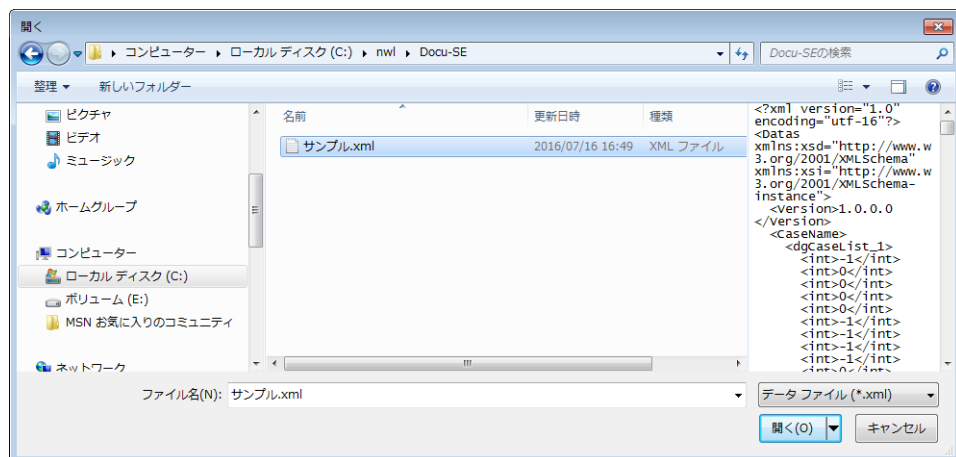 開く
コンピューター ▸ ローカル ディスク (C:) ▸ nwl ▸ Docu-SE
Docu-SEの検索
整理 ▼ 新しいフォルダー
ピクチャ
ビデオ
ミュージック
ホームグループ
コンピューター
ローカル ディスク (C:)
ボリューム (E:)
MSN お気に入りのコミュニティ
ネットワーク
名前 更新日時 種類
サンプル.xml 2016/07/16 16:49 XML ファイル
<?xml version="1.0"
encoding="utf-16"?>
<Datas
xmlns:xsd="http://www.w
3.org/2001/XMLSchema"
xmlns:xsi="http://www.w
3.org/2001/XMLSchema-
instance">
<Version>1.0.0.0
</Version>
<CaseName>
<dgCaseList_1>
<int>-1</int>
<int>0</int>
<int>0</int>
<int>0</int>
<int>0</int>
<int>-1</int>
<int>-1</int>
<int>-1</int>
<int>-1</int>
<int>0</int>
ファイル名(N): サンプル.xml
データ ファイル (*.xml)
開く(O) キャンセル